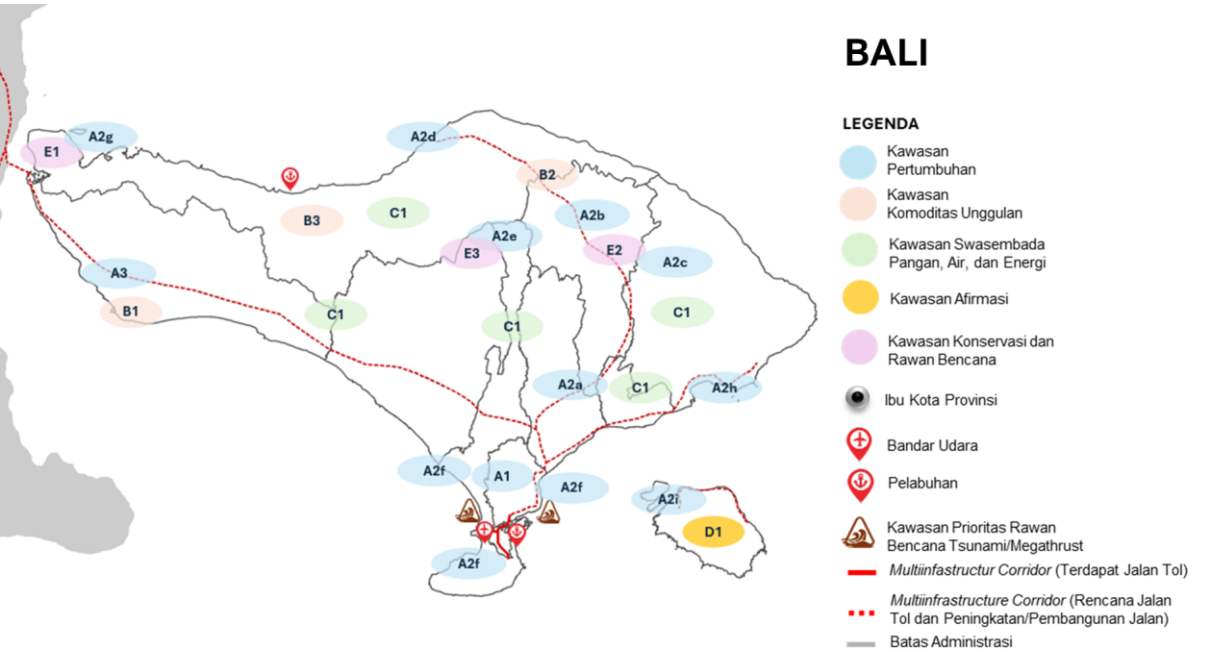 BALI
LEGENDA
Kawasan
Pertumbuhan
Kawasan
Komoditas Unggulan
Kawasan Swasembada
Pangan, Air, dan Energi
Kawasan Afirmasi
Kawasan Konservasi dan
Rawan Bencana
Ibu Kota Provinsi
Bandar Udara
Pelabuhan
Kawasan Prioritas Rawan
Bencana Tsunami/Megathrust
Multiinfastructur Corridor (Terdapat Jalan Tol)
Multiinfrastructure Corridor (Rencana Jalan
Tol dan Peningkatan/Pembangunan Jalan)
Batas Administrasi
A2g
A2d
E1
B2
B3
C1
A2b
A2e
E3
E2
A2c
A3
B1
C1
C1
C1
A2a
C1
A2h
A2f
A1
A2f
A2i
D1
A2f